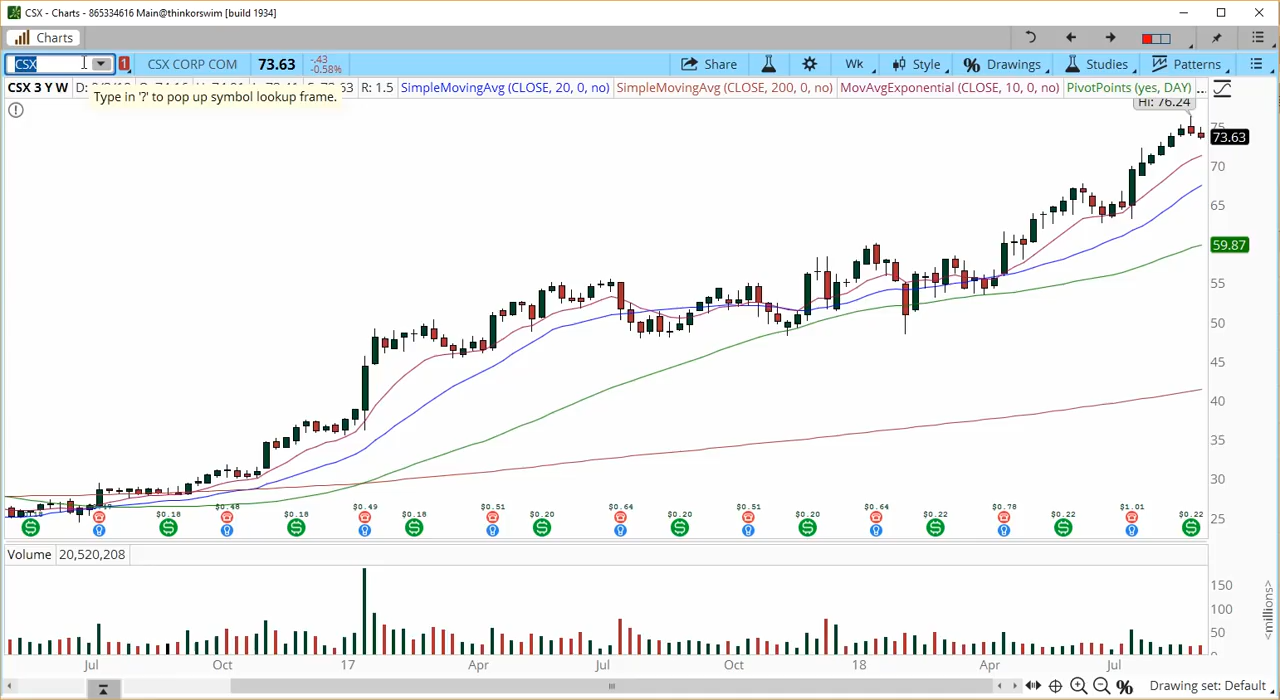 CSX - Charts - 865334616 Main@thinkorswim [build 1934]
Charts
CSX 1 CSX CORP COM 73.63 -.43 -0.58% Share Wk Style % Drawings Studies Patterns
CSX 3 Y W D: R: 1.5 SimpleMovingAvg (CLOSE, 20, 0, no) SimpleMovingAvg (CLOSE, 200, 0, no) MovAvgExponential (CLOSE, 10, 0, no) PivotPoints (yes, DAY) ...
Type in '?' to pop up symbol lookup frame.
Hi: 76.24
75
73.63
70
65
59.87
55
50
45
40
35
30
25
$0.18 $0.48 $0.18 $0.49 $0.18 $0.51 $0.20 $0.64 $0.20 $0.51 $0.20 $0.64 $0.22 $0.78 $0.22 $1.01 $0.22
Volume 20,520,208
150
100
50
0
<millions>
Jul Oct 17 Apr Jul Oct 18 Apr Jul
% Drawing set: Default